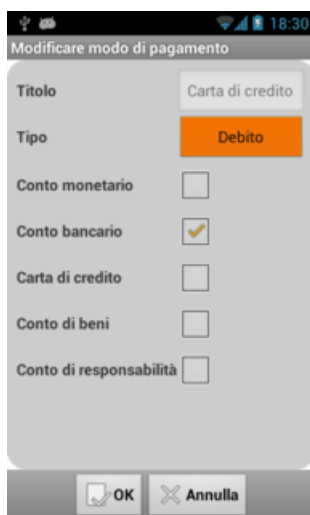 18:30
Modificare modo di pagamento
Titolo Carta di credito
Tipo Debito
Conto monetario
Conto bancario
Carta di credito
Conto di beni
Conto di responsabilità
OK Annulla